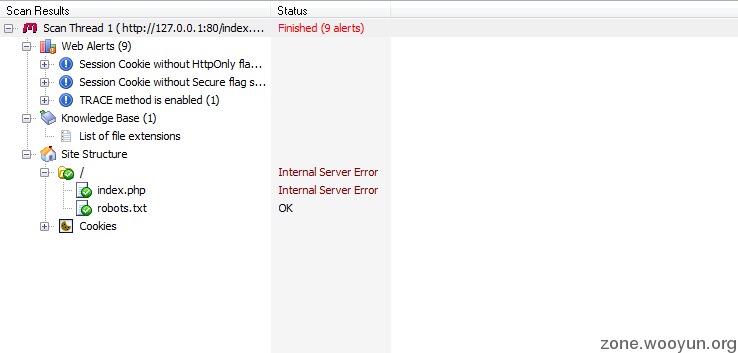 Scan Results Status
Scan Thread 1 ( http://127.0.0.1:80/index.... Finished (9 alerts)
Web Alerts (9)
Session Cookie without HttpOnly fla...
Session Cookie without Secure flag s...
TRACE method is enabled (1)
Knowledge Base (1)
List of file extensions
Site Structure
/ Internal Server Error
index.php Internal Server Error
robots.txt OK
Cookies
zone.wooyun.org